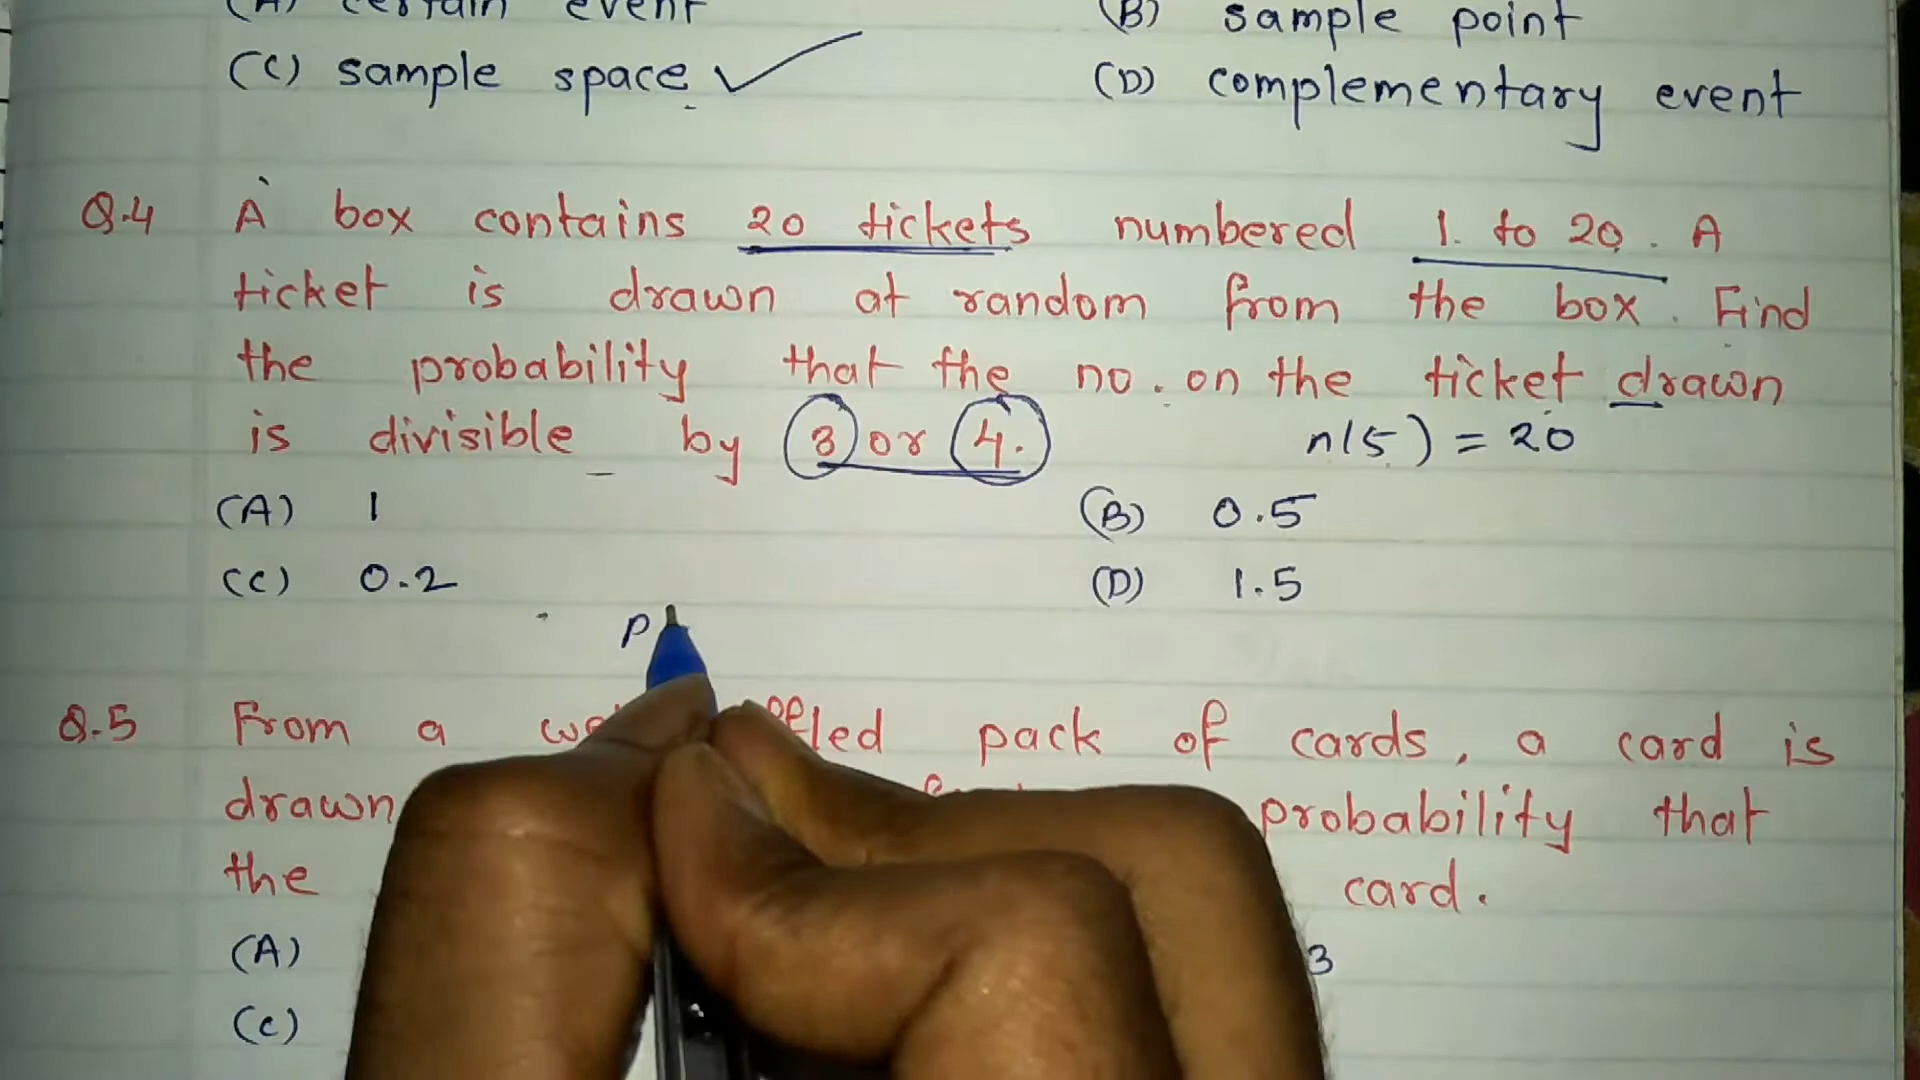 (A) certain event (B) sample point
(C) sample space ✓ (D) complementary event
Q.4 A box contains 20 tickets numbered 1. to 20. A
ticket is drawn at random from the box. Find
the probability that the no. on the ticket drawn
is divisible by 3 or 4. n(S) = 20
(A) 1 (B) 0.5
(C) 0.2 (D) 1.5
P
Q.5 From a pack of cards, a card is
drawn probability that
the card.
(A) 3
(C)